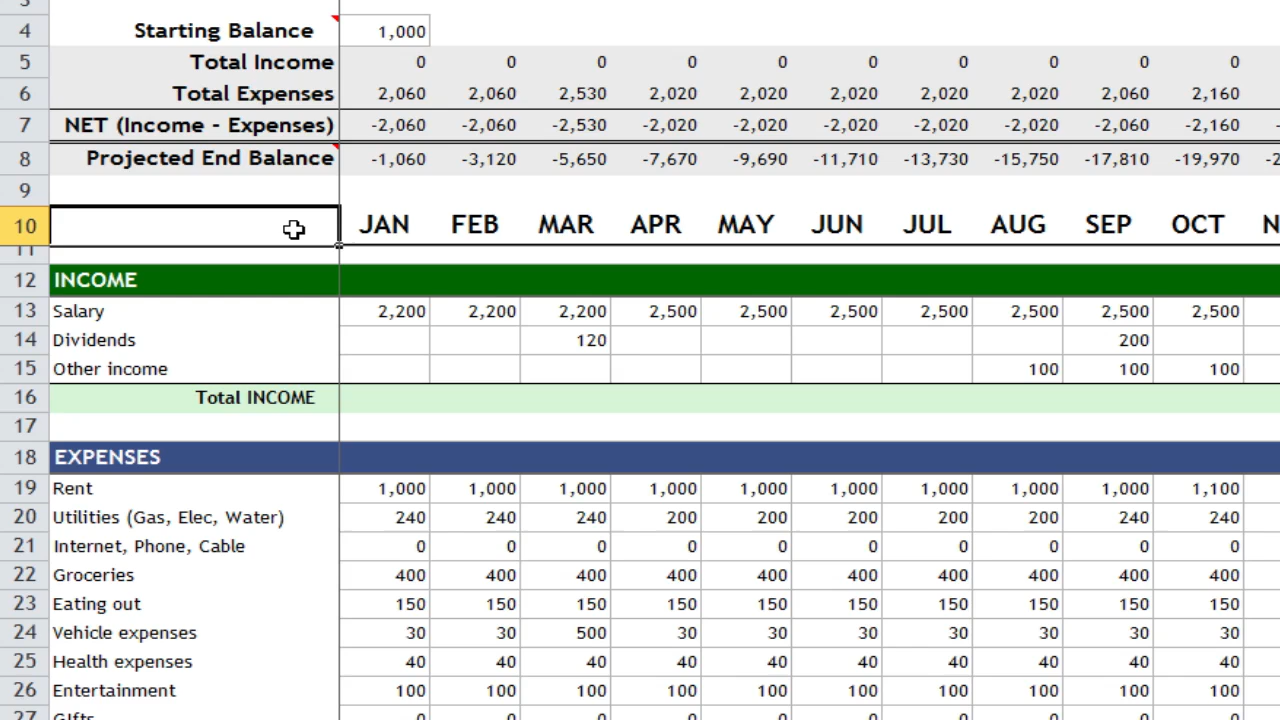 3
4 Starting Balance 1,000
5 Total Income 0 0 0 0 0 0 0 0 0 0
6 Total Expenses 2,060 2,060 2,530 2,020 2,020 2,020 2,020 2,020 2,060 2,160
7 NET (Income - Expenses) -2,060 -2,060 -2,530 -2,020 -2,020 -2,020 -2,020 -2,020 -2,060 -2,160 -
8 Projected End Balance -1,060 -3,120 -5,650 -7,670 -9,690 -11,710 -13,730 -15,750 -17,810 -19,970 -2
9
10 JAN FEB MAR APR MAY JUN JUL AUG SEP OCT N
11
12 INCOME
13 Salary 2,200 2,200 2,200 2,500 2,500 2,500 2,500 2,500 2,500 2,500
14 Dividends 120 200
15 Other income 100 100 100
16 Total INCOME
17
18 EXPENSES
19 Rent 1,000 1,000 1,000 1,000 1,000 1,000 1,000 1,000 1,000 1,100
20 Utilities (Gas, Elec, Water) 240 240 240 200 200 200 200 200 240 240
21 Internet, Phone, Cable 0 0 0 0 0 0 0 0 0 0
22 Groceries 400 400 400 400 400 400 400 400 400 400
23 Eating out 150 150 150 150 150 150 150 150 150 150
24 Vehicle expenses 30 30 500 30 30 30 30 30 30 30
25 Health expenses 40 40 40 40 40 40 40 40 40 40
26 Entertainment 100 100 100 100 100 100 100 100 100 100
27 GIfts 0 0 0 0 0 0 0 0 0 0